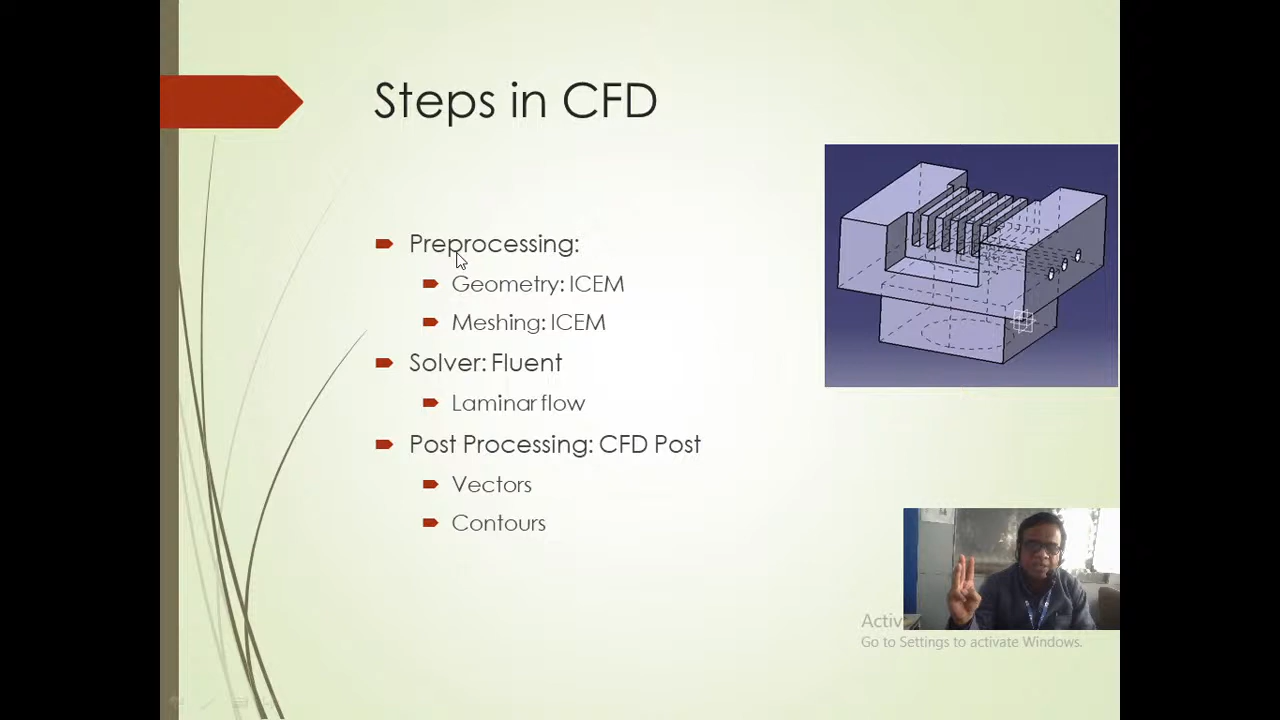 Steps in CFD
Preprocessing:
Geometry: ICEM
Meshing: ICEM
Solver: Fluent
Laminar flow
Post Processing: CFD Post
Vectors
Contours
Activ
Go to Settings to activate Windows.